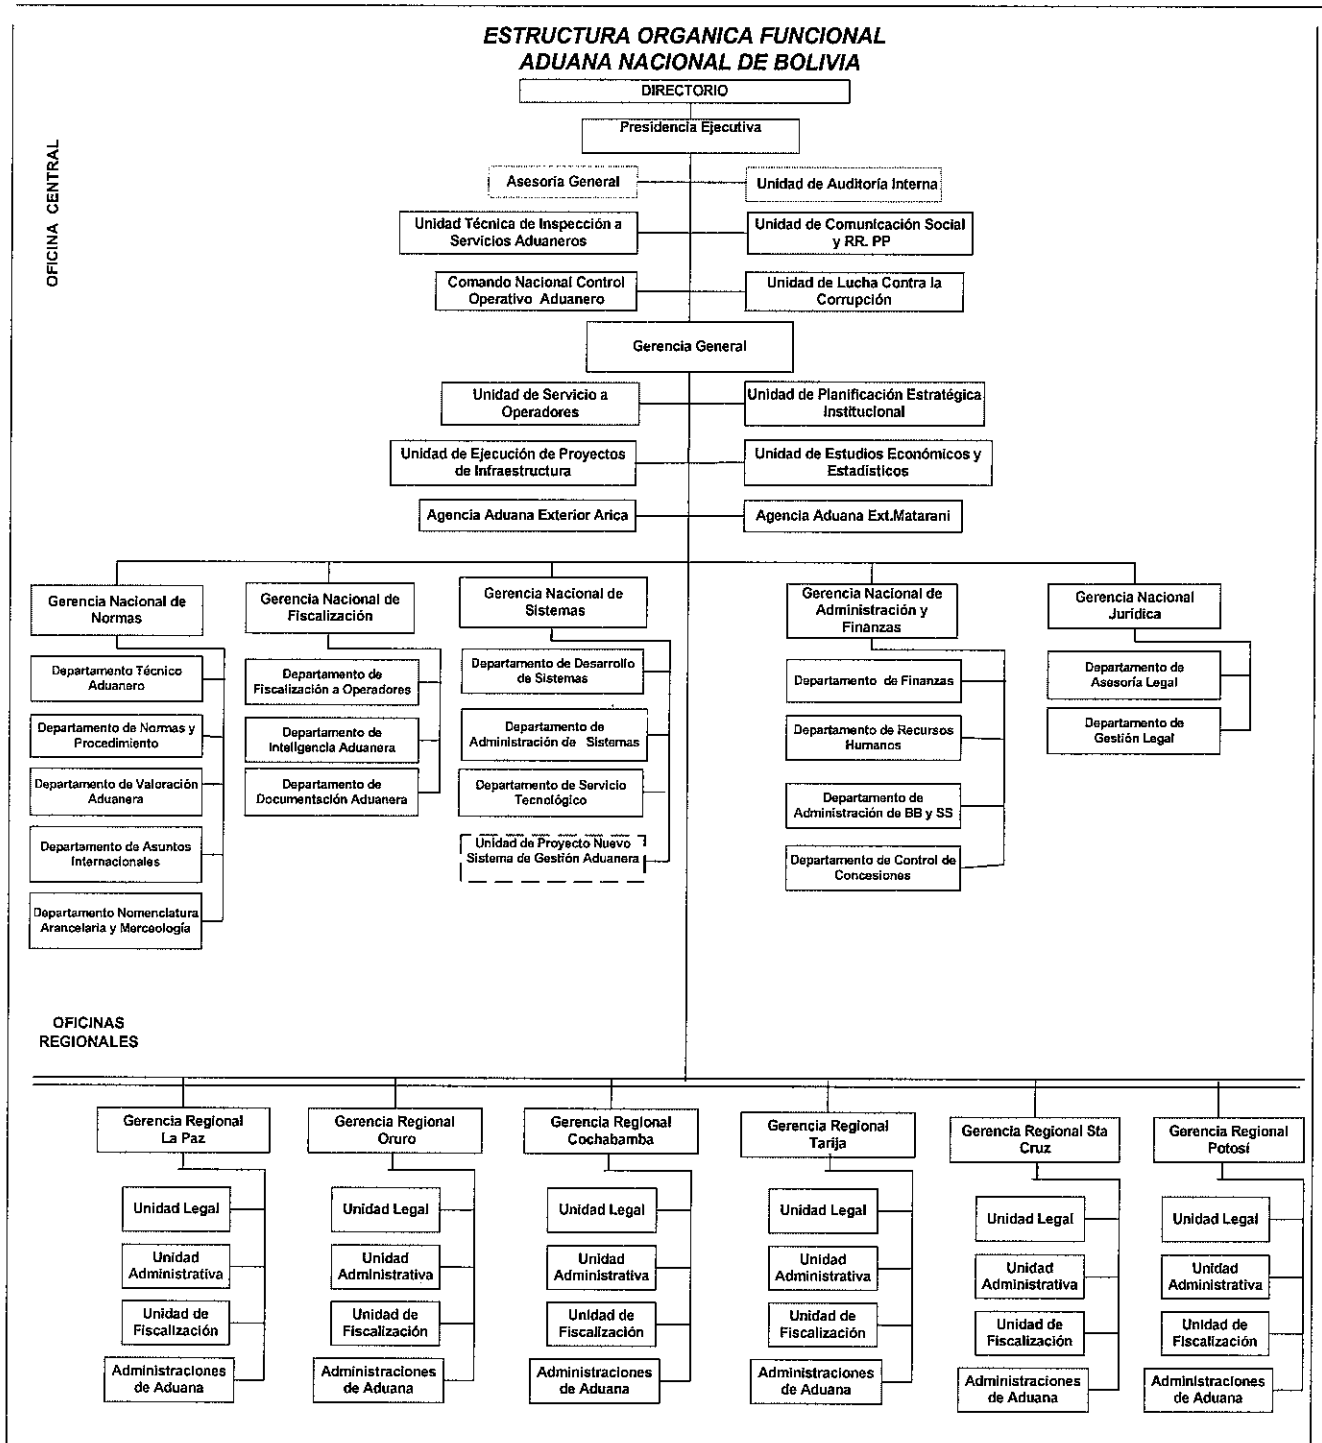 ESTRUCTURA ORGANICA FUNCIONAL
ADUANA NACIONAL DE BOLIVIA
OFICINA CENTRAL
DIRECTORIO
Presidencia Ejecutiva
Asesoría General
Unidad de Auditoría Interna
Unidad Técnica de Inspección a
Servicios Aduaneros
Unidad de Comunicación Social
y RR. PP
Comando Nacional Control
Operativo Aduanero
Unidad de Lucha Contra la
Corrupción
Gerencia General
Unidad de Servicio a
Operadores
Unidad de Planificación Estratégica
Institucional
Unidad de Ejecución de Proyectos
de Infraestructura
Unidad de Estudios Económicos y
Estadísticos
Agencia Aduana Exterior Arica
Agencia Aduana Ext.Matarani
Gerencia Nacional de
Normas
Departamento Técnico
Aduanero
Departamento de Normas y
Procedimiento
Departamento de Valoración
Aduanera
Departamento de Asuntos
Internacionales
Departamento Nomenclatura
Arancelaria y Merceología
Gerencia Nacional de
Fiscalización
Departamento de
Fiscalización a Operadores
Departamento de
Inteligencia Aduanera
Departamento de
Documentación Aduanera
Gerencia Nacional de
Sistemas
Departamento de Desarrollo
de Sistemas
Departamento de
Administración de Sistemas
Departamento de Servicio
Tecnológico
Unidad de Proyecto Nuevo
Sistema de Gestión Aduanera
Gerencia Nacional de
Administración y
Finanzas
Departamento de Finanzas
Departamento de Recursos
Humanos
Departamento de
Administración de BB y SS
Departamento de Control de
Concesiones
Gerencia Nacional
Jurídica
Departamento de
Asesoría Legal
Departamento de
Gestión Legal
OFICINAS
REGIONALES
Gerencia Regional
La Paz
Unidad Legal
Unidad
Administrativa
Unidad de
Fiscalización
Administraciones
de Aduana
Gerencia Regional
Oruro
Unidad Legal
Unidad
Administrativa
Unidad de
Fiscalización
Administraciones
de Aduana
Gerencia Regional
Cochabamba
Unidad Legal
Unidad
Administrativa
Unidad de
Fiscalización
Administraciones
de Aduana
Gerencia Regional
Tarija
Unidad Legal
Unidad
Administrativa
Unidad de
Fiscalización
Administraciones
de Aduana
Gerencia Regional Sta
Cruz
Unidad Legal
Unidad
Administrativa
Unidad de
Fiscalización
Administraciones
de Aduana
Gerencia Regional
Potosí
Unidad Legal
Unidad
Administrativa
Unidad de
Fiscalización
Administraciones
de Aduana